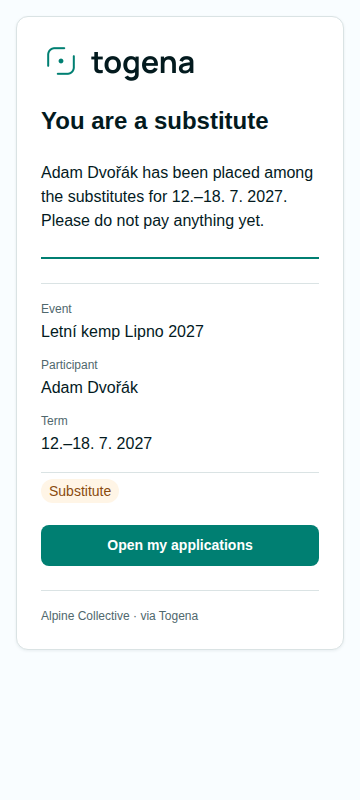 togena
You are a substitute
Adam Dvořák has been placed among
the substitutes for 12.–18. 7. 2027.
Please do not pay anything yet.
Event
Letní kemp Lipno 2027
Participant
Adam Dvořák
Term
12.–18. 7. 2027
Substitute
Open my applications
Alpine Collective · via Togena